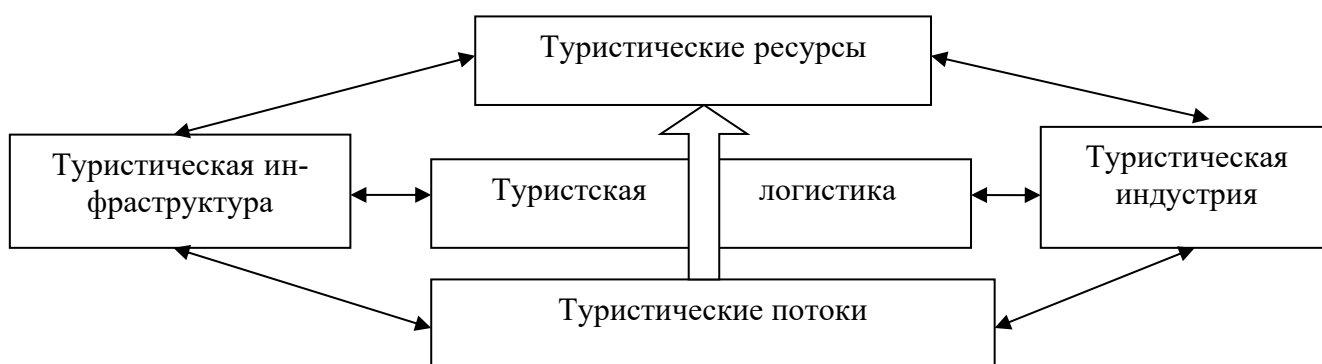 Туристические ресурсы
Туристическая ин-
фраструктура
Туристская логистика
Туристическая
индустрия
Туристические потоки